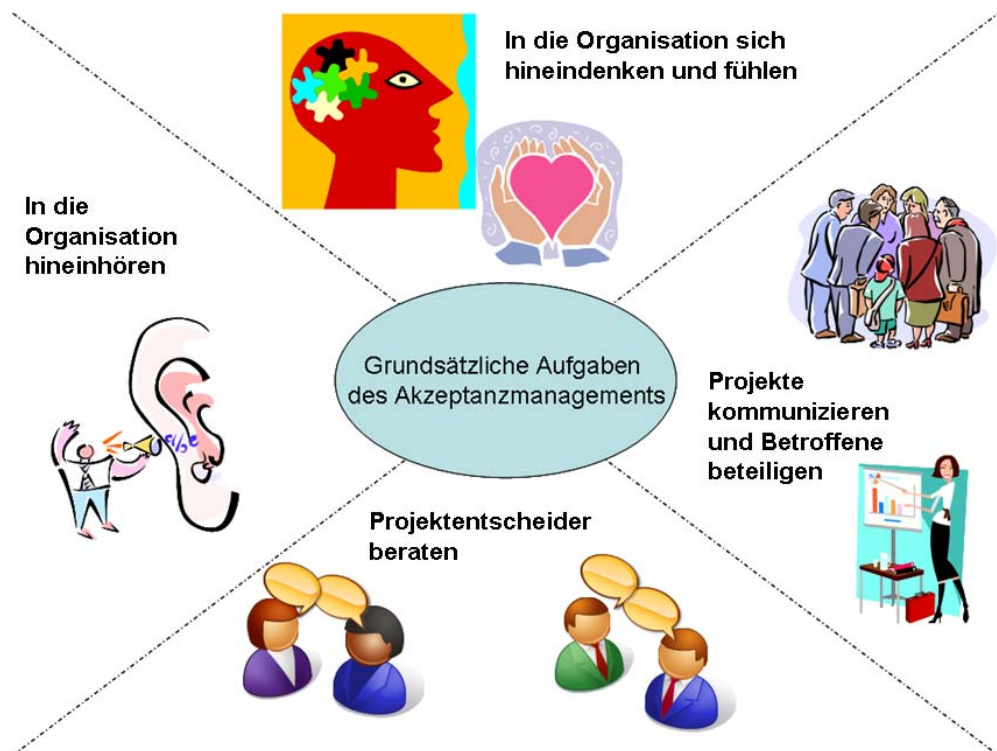 In die Organisation sich
hineindenken und fühlen
In die
Organisation
hineinhören
Grundsätzliche Aufgaben
des Akzeptanzmanagements
Projekte
kommunizieren
und Betroffene
beteiligen
Projektentscheider
beraten